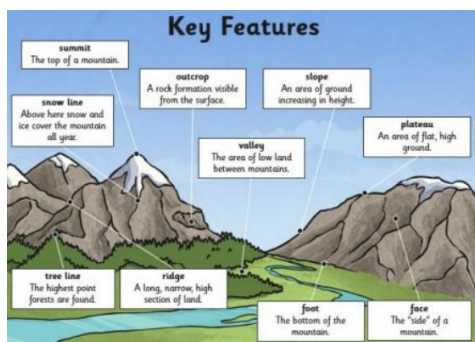 Key Features
summit
The top of a mountain.
outcrop
A rock formation visible
from the surface.
slope
An area of ground
increasing in height.
snow line
Above here snow and
ice cover the mountain
all year.
valley
The area of low land
between mountains.
plateau
An area of flat, high
ground.
tree line
The highest point
forests are found.
ridge
A long, narrow, high
section of land.
foot
The bottom of the
mountain.
face
The "side" of a
mountain.